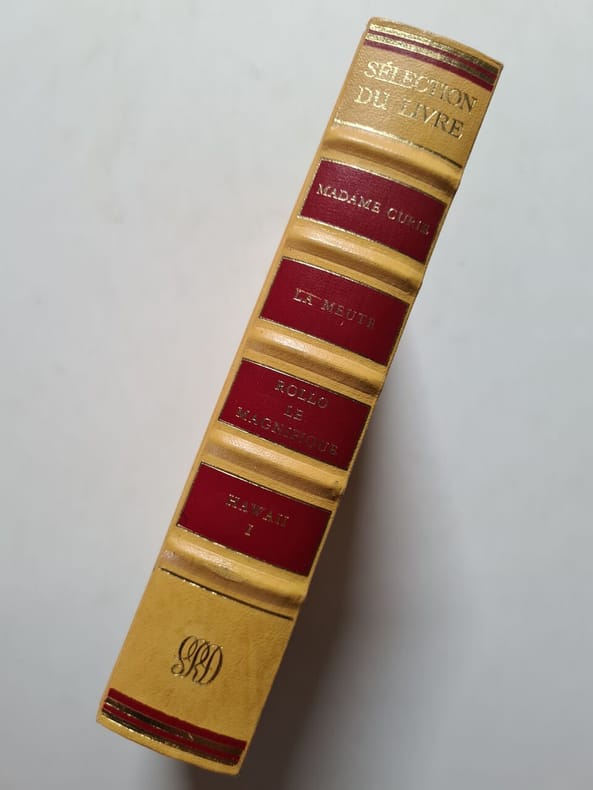 SÉLECTION
DU LIVRE
MADAME CURIE
LA MEUTE
ROLLO
LE
MAGNIFIQUE
HAWAII
I
SRD